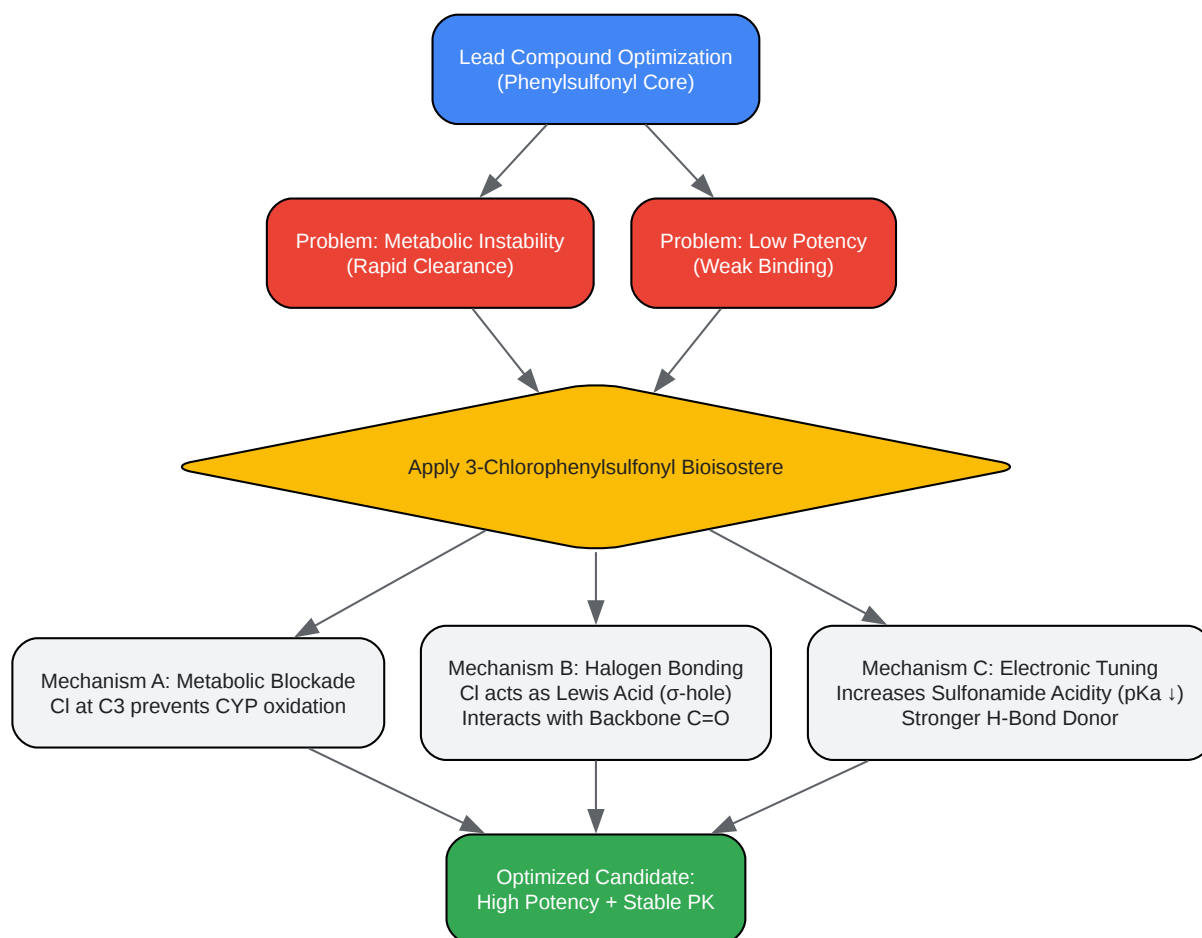 Lead Compound Optimization
(Phenylsulfonyl Core)
Problem: Metabolic Instability
(Rapid Clearance)
Problem: Low Potency
(Weak Binding)
Apply 3-Chlorophenylsulfonyl Bioisostere
Mechanism A: Metabolic Blockade
Cl at C3 prevents CYP oxidation
Mechanism B: Halogen Bonding
Cl acts as Lewis Acid (σ-hole)
Interacts with Backbone C=O
Mechanism C: Electronic Tuning
Increases Sulfonamide Acidity (pKa ↓)
Stronger H-Bond Donor
Optimized Candidate:
High Potency + Stable PK